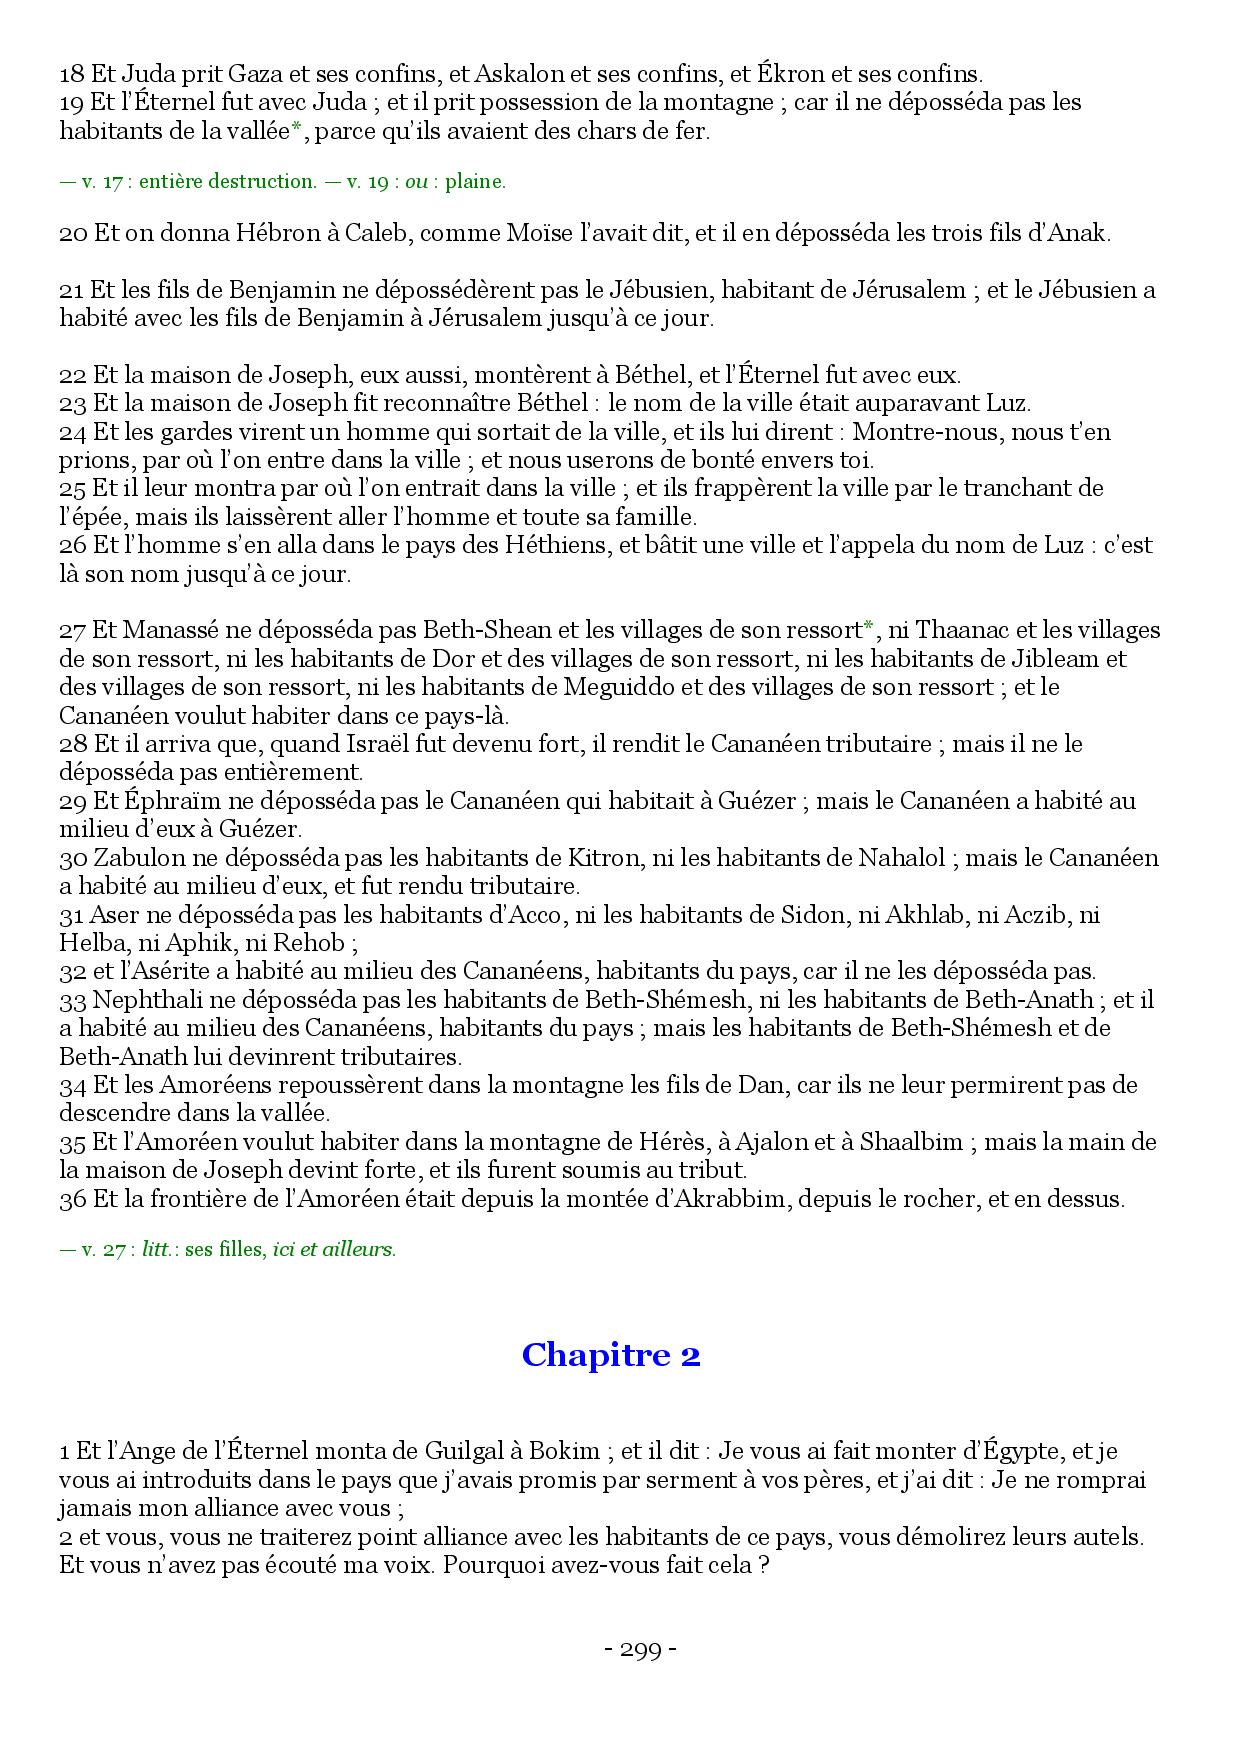 18 Et Juda prit Gaza et ses confins, et Askalon et ses confins, et Ékron et ses confins.
19 Et l’Éternel fut avec Juda ; et il prit possession de la montagne ; car il ne déposséda pas les
habitants de la vallée*, parce qu’ils avaient des chars de fer.
— v. 17 : entière destruction. — v. 19 : ou : plaine.
20 Et on donna Hébron à Caleb, comme Moïse l’avait dit, et il en déposséda les trois fils d’Anak.
21 Et les fils de Benjamin ne dépossédèrent pas le Jébusien, habitant de Jérusalem ; et le Jébusien a
habité avec les fils de Benjamin à Jérusalem jusqu’à ce jour.
22 Et la maison de Joseph, eux aussi, montèrent à Béthel, et l’Éternel fut avec eux.
23 Et la maison de Joseph fit reconnaître Béthel : le nom de la ville était auparavant Luz.
24 Et les gardes virent un homme qui sortait de la ville, et ils lui dirent : Montre-nous, nous t’en
prions, par où l’on entre dans la ville ; et nous userons de bonté envers toi.
25 Et il leur montra par où l’on entrait dans la ville ; et ils frappèrent la ville par le tranchant de
l’épée, mais ils laissèrent aller l’homme et toute sa famille.
26 Et l’homme s’en alla dans le pays des Héthiens, et bâtit une ville et l’appela du nom de Luz : c’est
là son nom jusqu’à ce jour.
27 Et Manassé ne déposséda pas Beth-Shean et les villages de son ressort*, ni Thaanac et les villages
de son ressort, ni les habitants de Dor et des villages de son ressort, ni les habitants de Jibleam et
des villages de son ressort, ni les habitants de Meguiddo et des villages de son ressort ; et le
Cananéen voulut habiter dans ce pays-là.
28 Et il arriva que, quand Israël fut devenu fort, il rendit le Cananéen tributaire ; mais il ne le
déposséda pas entièrement.
29 Et Éphraïm ne déposséda pas le Cananéen qui habitait à Guézer ; mais le Cananéen a habité au
milieu d’eux à Guézer.
30 Zabulon ne déposséda pas les habitants de Kitron, ni les habitants de Nahalol ; mais le Cananéen
a habité au milieu d’eux, et fut rendu tributaire.
31 Aser ne déposséda pas les habitants d’Acco, ni les habitants de Sidon, ni Akhlab, ni Aczib, ni
Helba, ni Aphik, ni Rehob ;
32 et l’Asérite a habité au milieu des Cananéens, habitants du pays, car il ne les déposséda pas.
33 Nephthali ne déposséda pas les habitants de Beth-Shémesh, ni les habitants de Beth-Anath ; et il
a habité au milieu des Cananéens, habitants du pays ; mais les habitants de Beth-Shémesh et de
Beth-Anath lui devinrent tributaires.
34 Et les Amoréens repoussèrent dans la montagne les fils de Dan, car ils ne leur permirent pas de
descendre dans la vallée.
35 Et l’Amoréen voulut habiter dans la montagne de Hérès, à Ajalon et à Shaalbim ; mais la main de
la maison de Joseph devint forte, et ils furent soumis au tribut.
36 Et la frontière de l’Amoréen était depuis la montée d’Akrabbim, depuis le rocher, et en dessus.
— v. 27 : litt.: ses filles, ici et ailleurs.
Chapitre 2
1 Et l’Ange de l’Éternel monta de Guilgal à Bokim ; et il dit : Je vous ai fait monter d’Égypte, et je
vous ai introduits dans le pays que j’avais promis par serment à vos pères, et j’ai dit : Je ne romprai
jamais mon alliance avec vous ;
2 et vous, vous ne traiterez point alliance avec les habitants de ce pays, vous démolirez leurs autels.
Et vous n’avez pas écouté ma voix. Pourquoi avez-vous fait cela ?
- 299 -